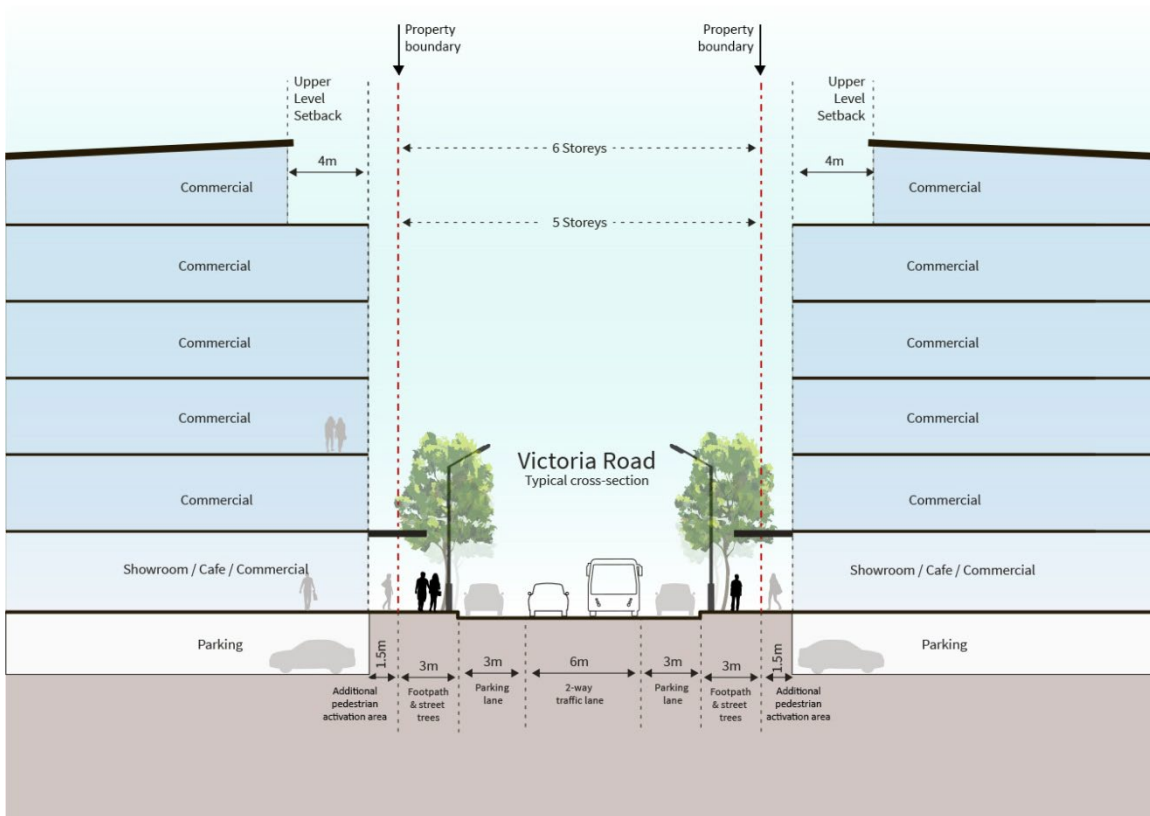 Property
boundary
Property
boundary
Upper
Level
Setback
Upper
Level
Setback
6 Storeys
4m
4m
Commercial
Commercial
5 Storeys
Commercial
Commercial
Commercial
Commercial
Commercial
Commercial
Victoria Road
Typical cross-section
Commercial
Commercial
Showroom / Cafe / Commercial
Showroom / Cafe / Commercial
Parking
Parking
1.5m
3m
3m
6m
3m
3m
1.5m
Additional
pedestrian
activation area
Footpath
& street
trees
Parking
lane
2-way
traffic lane
Parking
lane
Footpath
& street
trees
Additional
pedestrian
activation area